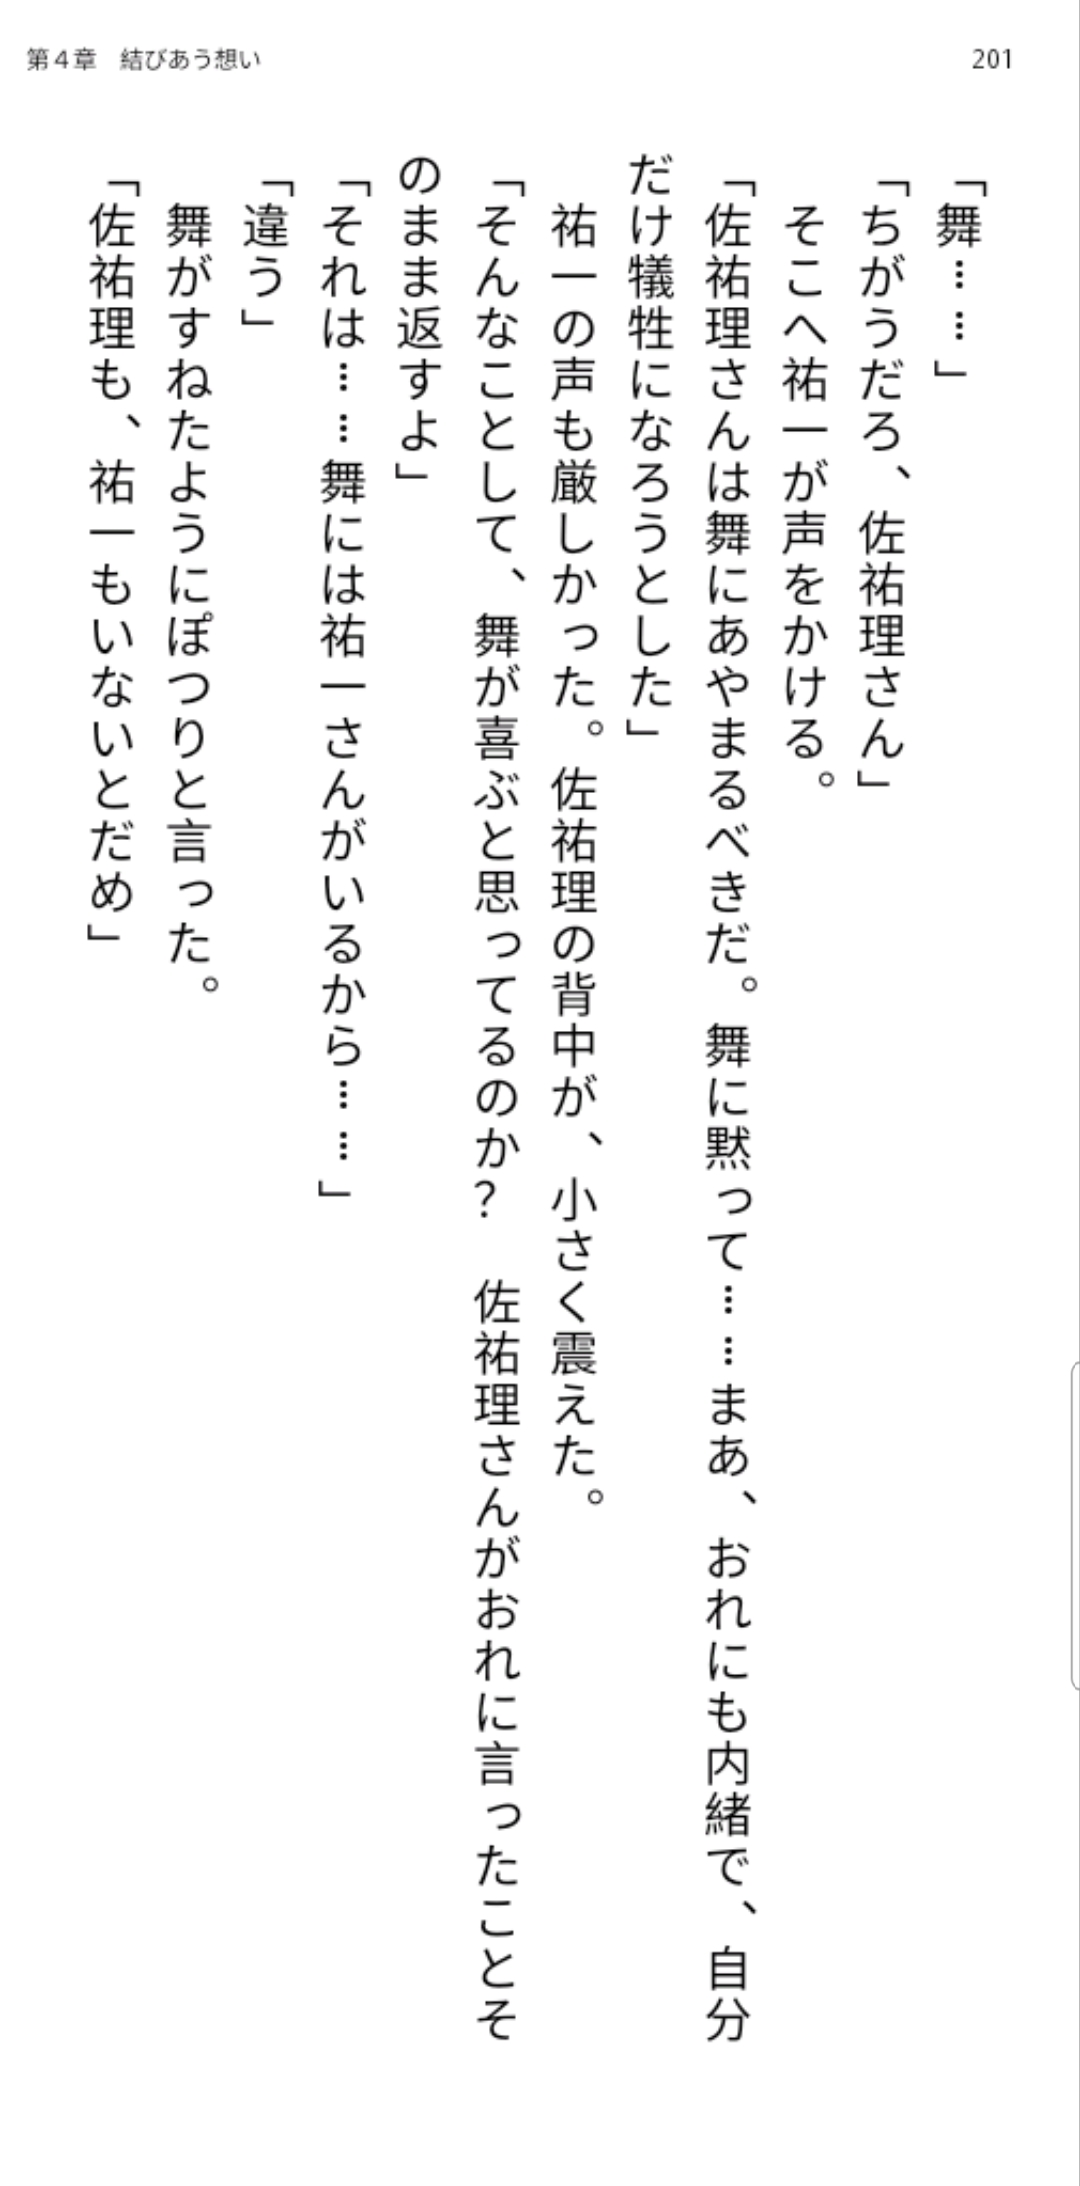 第４章　結びあう想い
201
「舞……」
「ちがうだろ、佐祐理さん」
　そこへ祐一が声をかける。
「佐祐理さんは舞にあやまるべきだ。舞に黙って……まあ、おれにも内緒で、自分
だけ犠牲になろうとした」
　祐一の声も厳しかった。佐祐理の背中が、小さく震えた。
「そんなことして、舞が喜ぶと思ってるのか？　佐祐理さんがおれに言ったことそ
のまま返すよ」
「それは……舞には祐一さんがいるから……」
「違う」
　舞がすねたようにぽつりと言った。
「佐祐理も、祐一もいないとだめ」